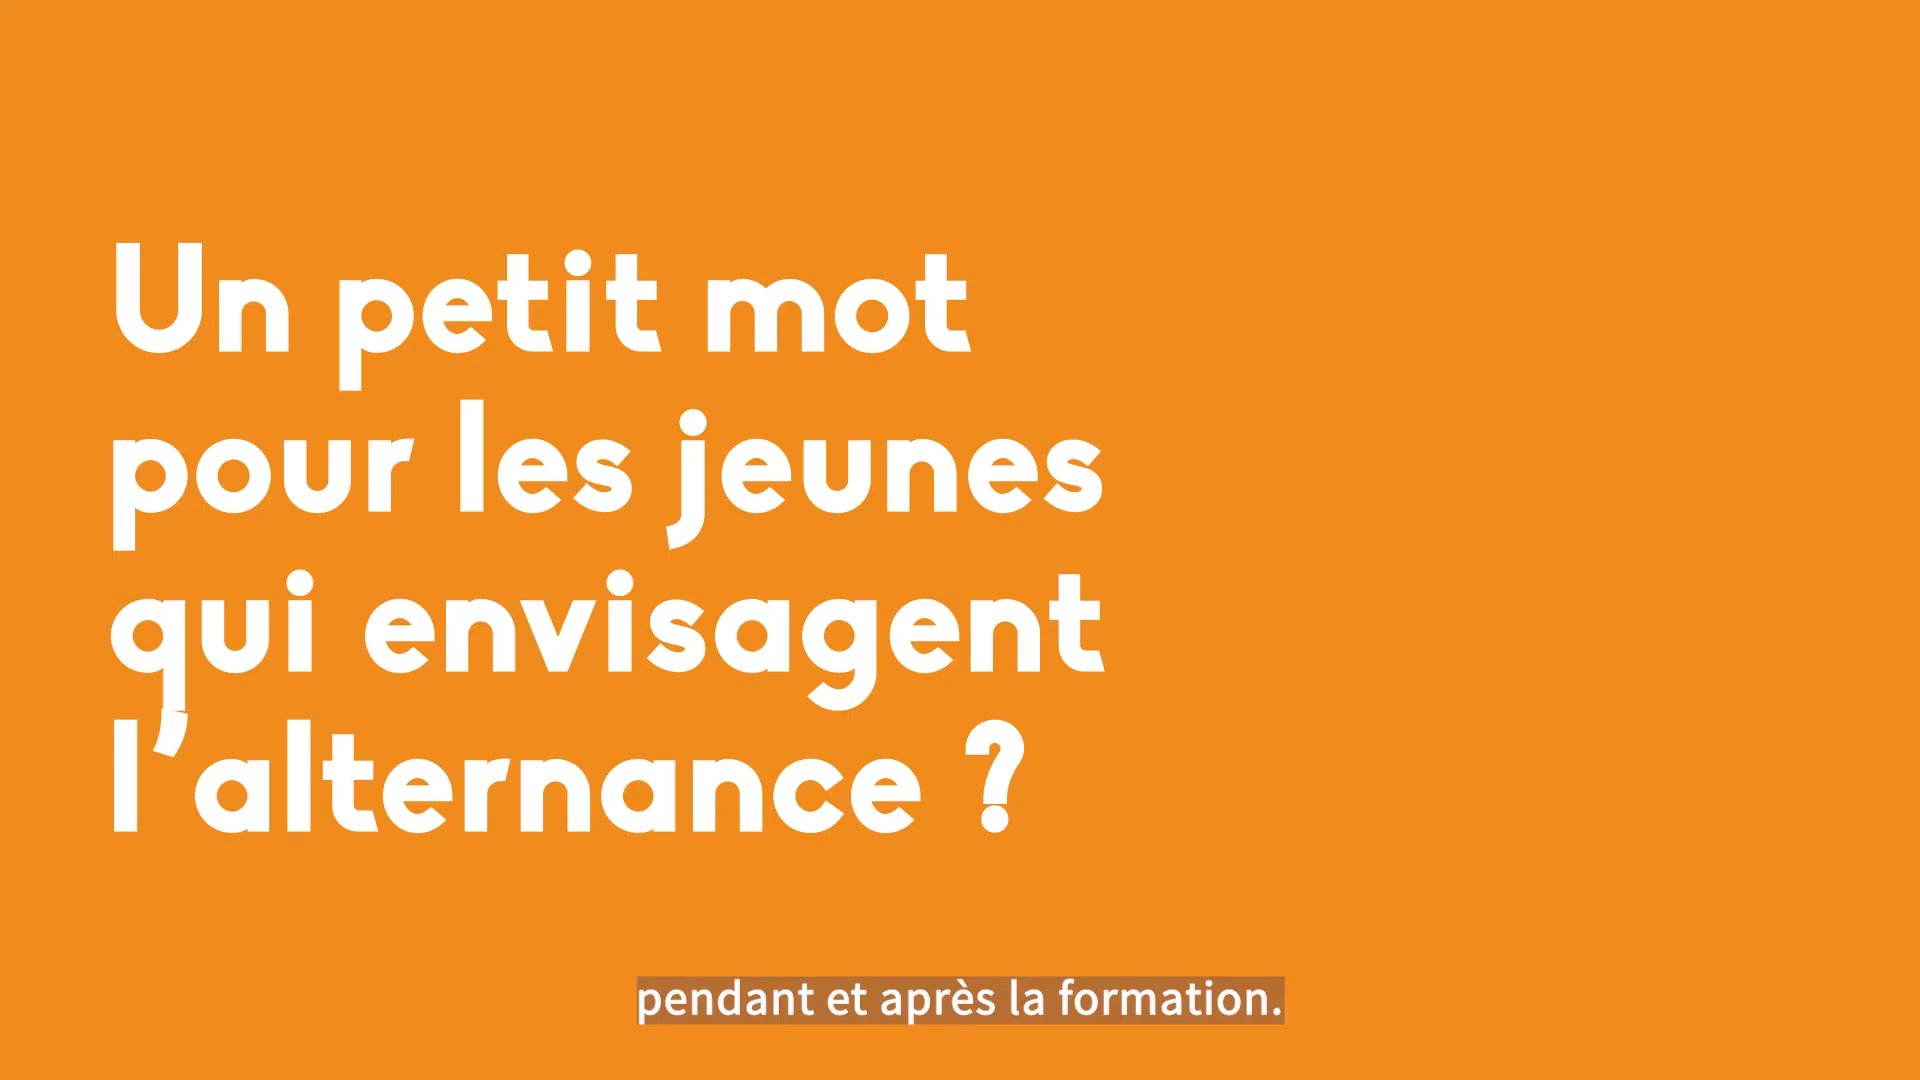 Un petit mot
pour les jeunes
qui envisagent
l’alternance ?
pendant et après la formation.